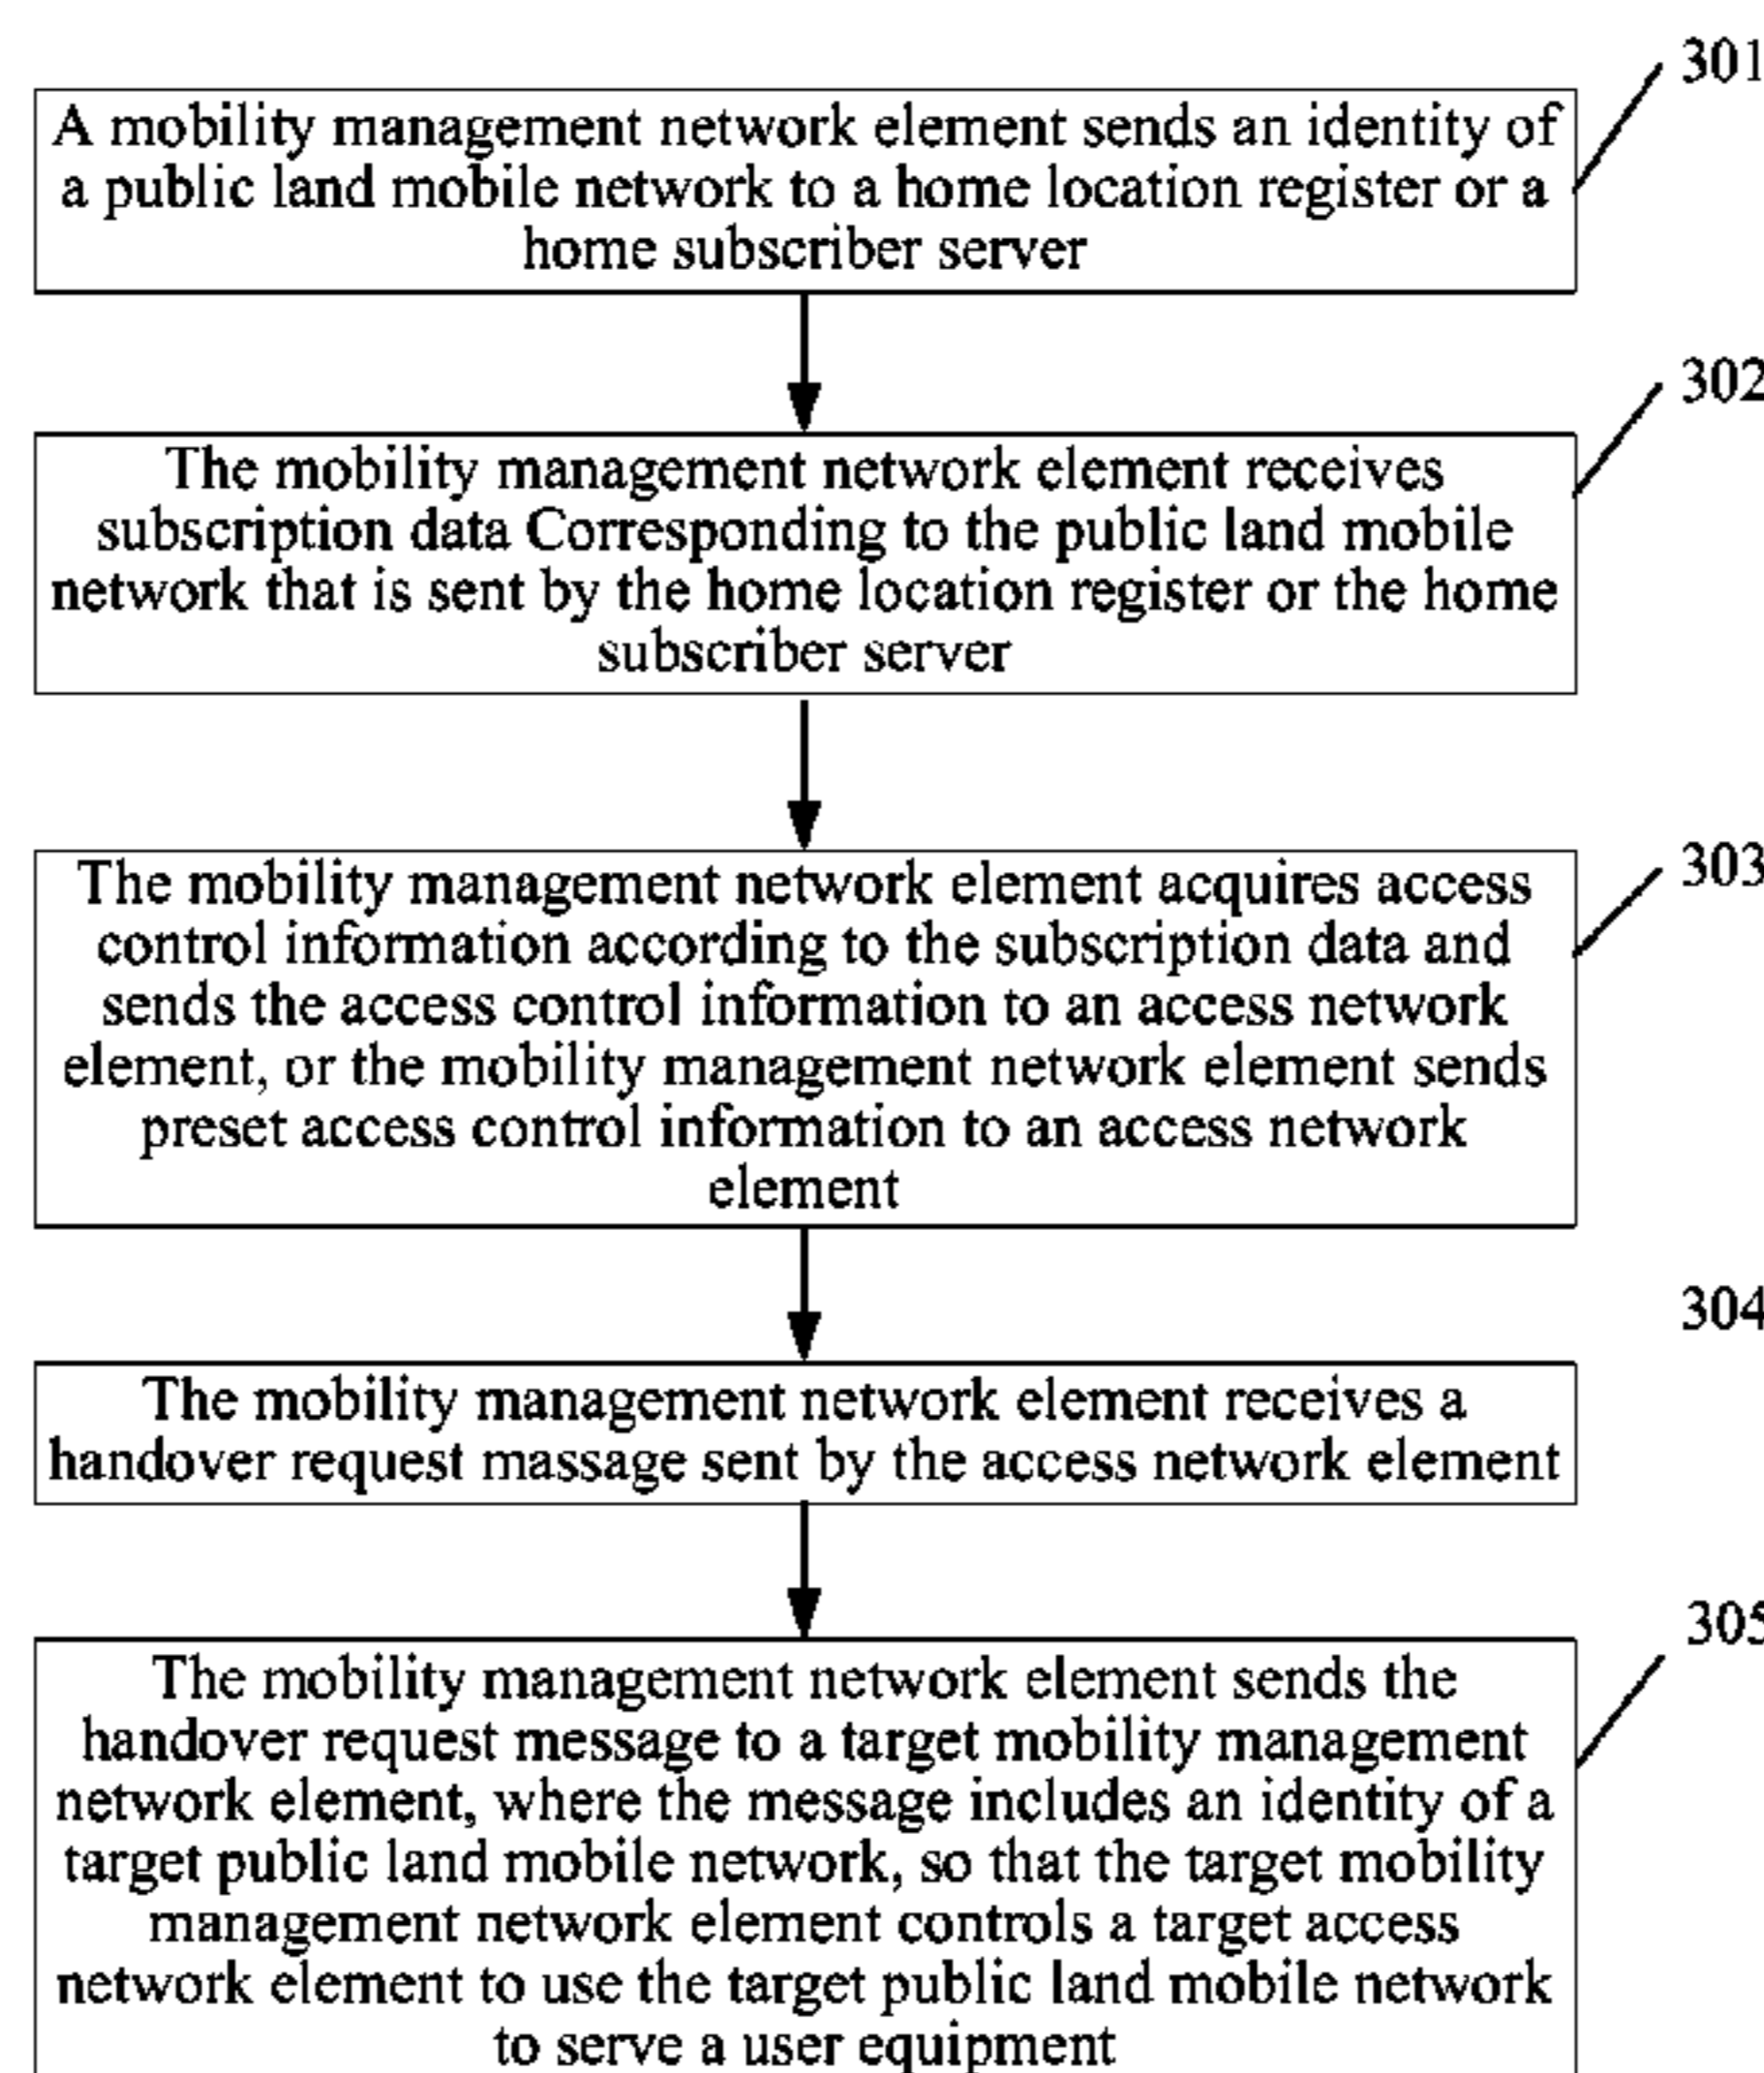 301
A mobility management network element sends an identity of
a public land mobile network to a home location register or a
home subscriber server
302
The mobility management network element receives
subscription data Corresponding to the public land mobile
network that is sent by the home location register or the home
subscriber server
303
The mobility management network element acquires access
control information according to the subscription data and
sends the access control information to an access network
element, or the mobility management network element sends
preset access control information to an access network
element
304
The mobility management network element receives a
handover request massage sent by the access network element
305
The mobility management network element sends the
handover request message to a target mobility management
network element, where the message includes an identity of a
target public land mobile network, so that the target mobility
management network element controls a target access
network element to use the target public land mobile network
to serve a user equipment